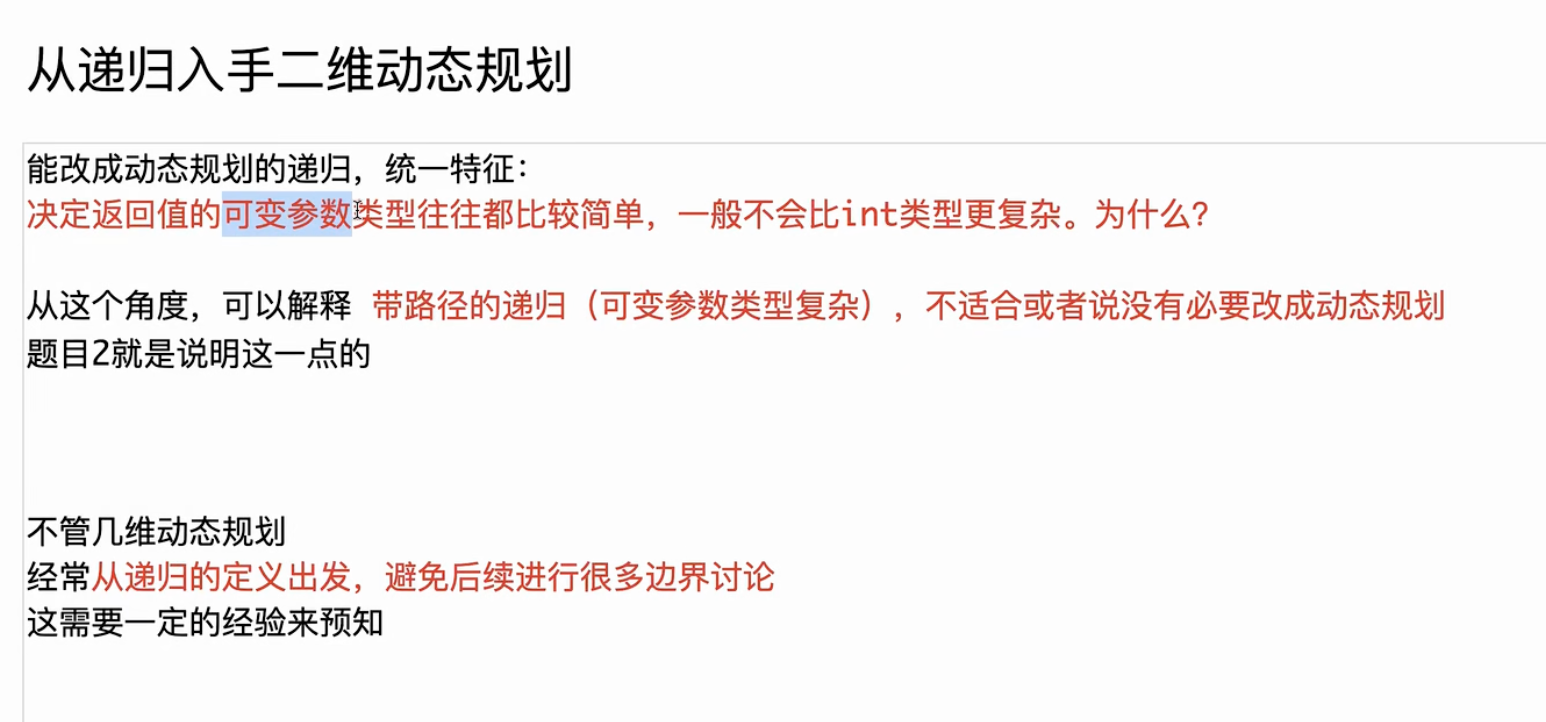 从递归入手二维动态规划
能改成动态规划的递归，统一特征：
决定返回值的可变参数类型往往都比较简单，一般不会比int类型更复杂。为什么？
从这个角度，可以解释 带路径的递归（可变参数类型复杂），不适合或者说没有必要改成动态规划
题目2就是说明这一点的
不管几维动态规划
经常从递归的定义出发，避免后续进行很多边界讨论
这需要一定的经验来预知